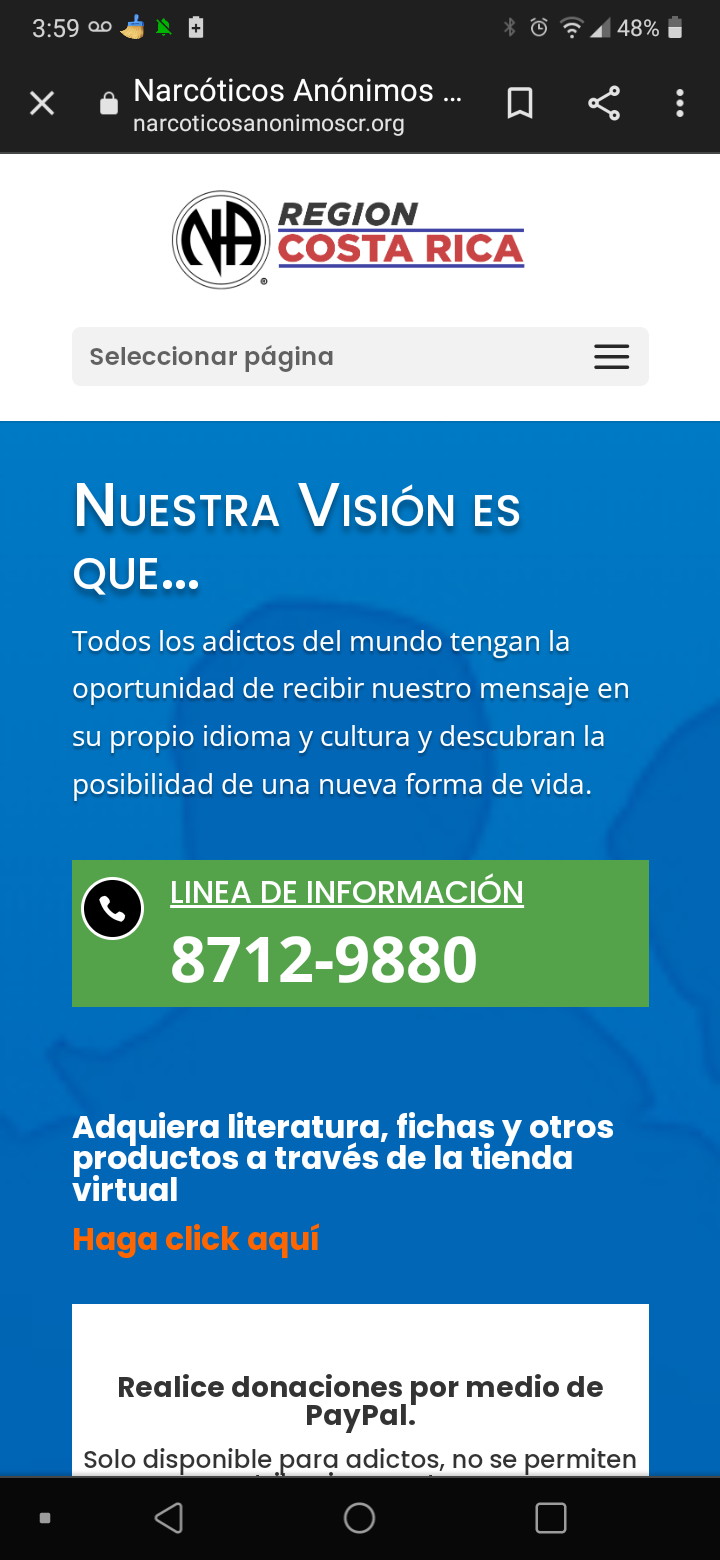 3:59
48%
Narcóticos Anónimos ...
narcoticosanonimoscr.org
NA
REGION
COSTA RICA
®
Seleccionar página
Nuestra Visión es
que...
Todos los adictos del mundo tengan la
oportunidad de recibir nuestro mensaje en
su propio idioma y cultura y descubran la
posibilidad de una nueva forma de vida.
LINEA DE INFORMACIÓN
8712-9880
Adquiera literatura, fichas y otros
productos a través de la tienda
virtual
Haga click aquí
Realice donaciones por medio de
PayPal.
Solo disponible para adictos, no se permiten